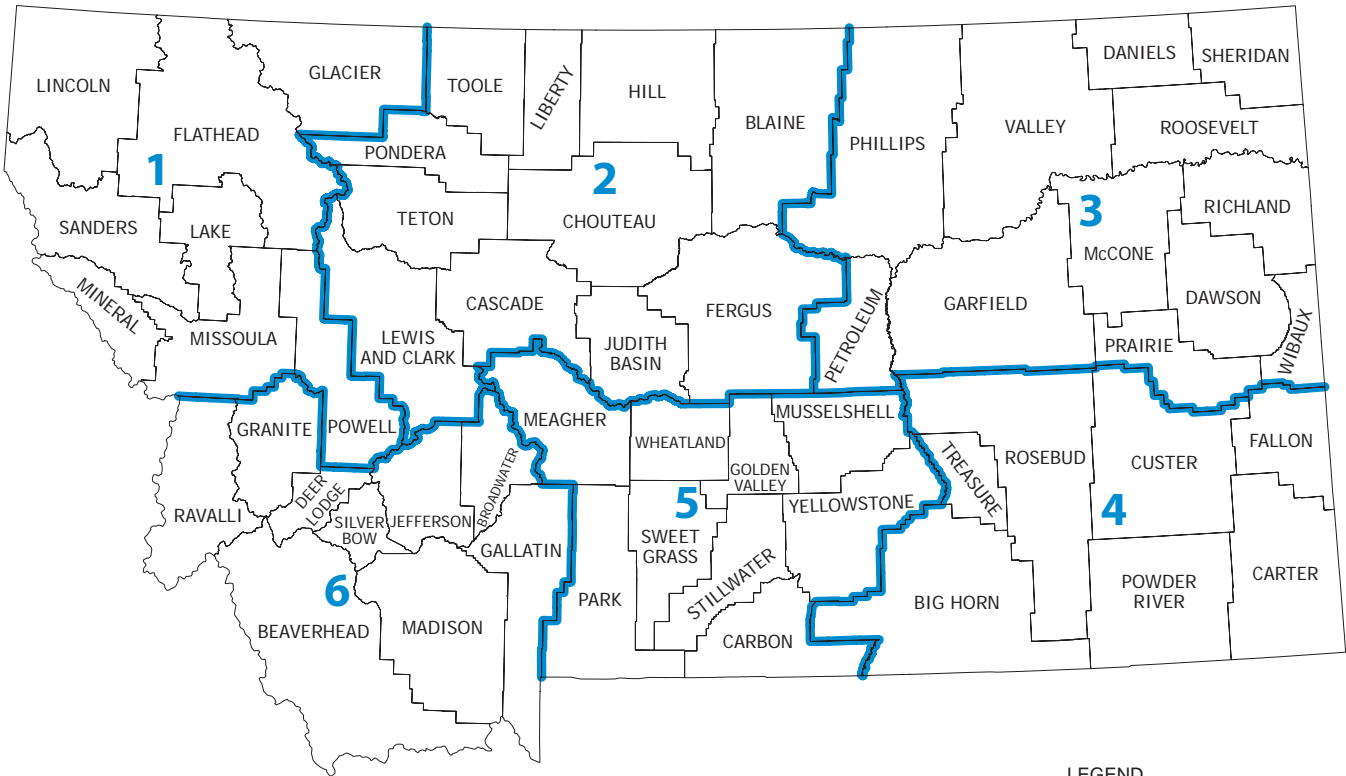 DANIELS
SHERIDAN
GLACIER
LINCOLN
TOOLE
LIBERTY
HILL
BLAINE
VALLEY
ROOSEVELT
FLATHEAD
PHILLIPS
PONDERA
1
2
3
RICHLAND
TETON
CHOUTEAU
SANDERS
LAKE
McCONE
MINERAL
CASCADE
FERGUS
PETROLEUM
GARFIELD
DAWSON
WIBAUX
MISSOULA
LEWIS
AND CLARK
JUDITH
BASIN
PRAIRIE
GRANITE
POWELL
MEAGHER
MUSSELSHELL
WHEATLAND
GOLDEN
VALLEY
TREASURE
ROSEBUD
CUSTER
FALLON
RAVALLI
DEER
LODGE
SILVER
BOW
JEFFERSON
BROADWATER
GALLATIN
5
SWEET
GRASS
YELLOWSTONE
4
STILLWATER
6
PARK
BIG HORN
POWDER
RIVER
CARTER
BEAVERHEAD
MADISON
CARBON
LEGEND